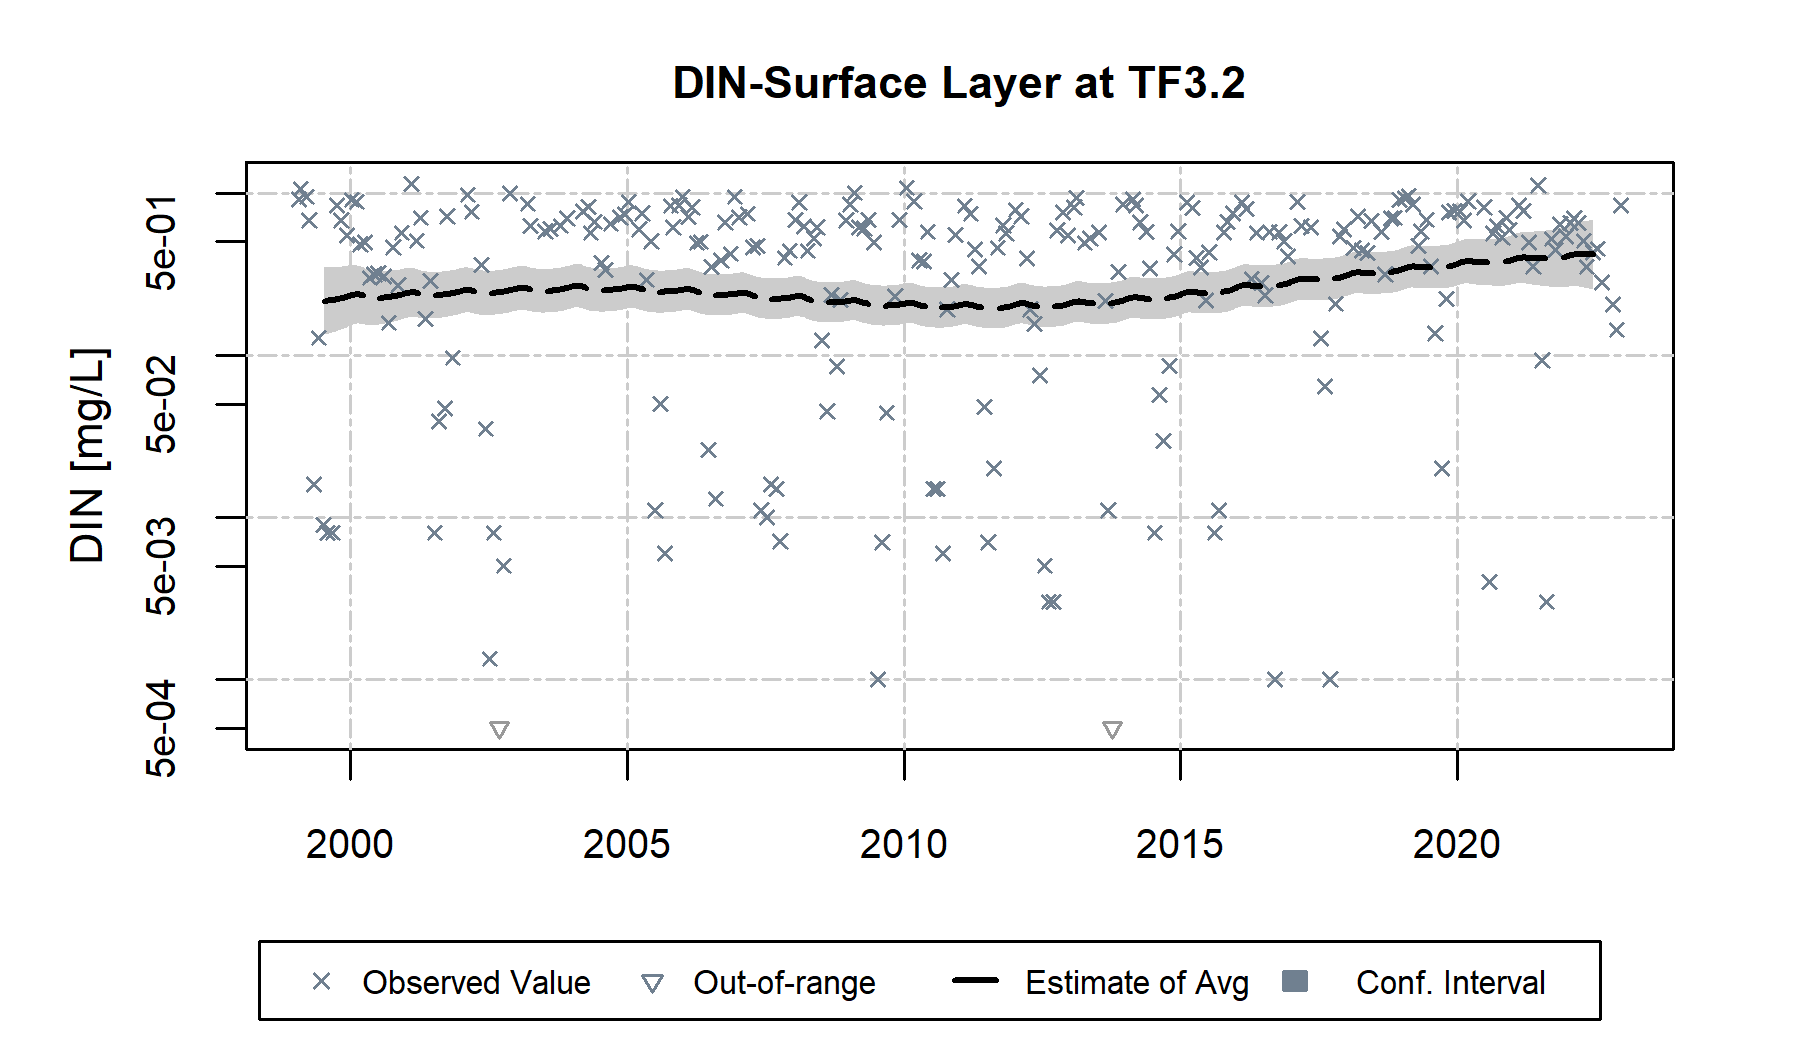 DIN-Surface Layer at TF3.2
DIN [mg/L]
5e-01
5e-02
5e-03
5e-04
2000 2005 2010 2015 2020
Observed Value Out-of-range Estimate of Avg Conf. Interval